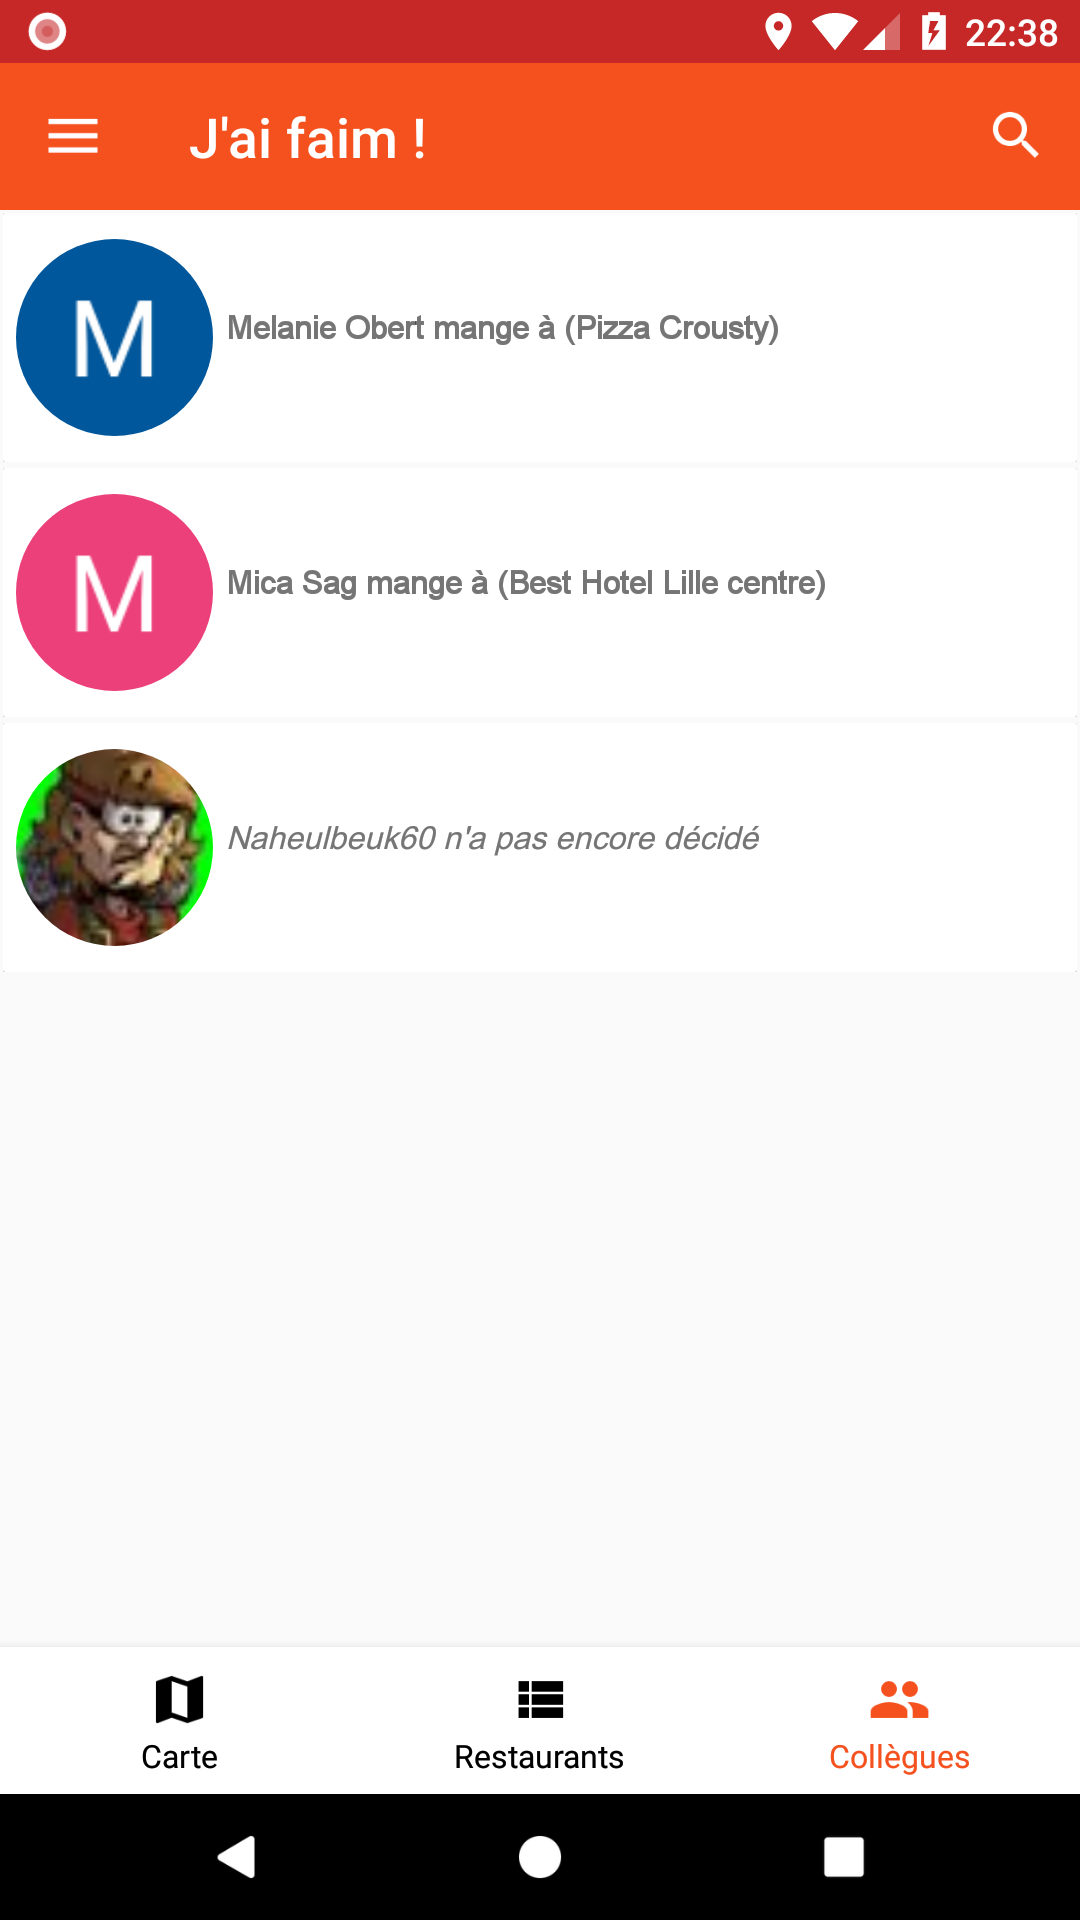 22:38
J'ai faim !
M
Melanie Obert mange à (Pizza Crousty)
M
Mica Sag mange à (Best Hotel Lille centre)
Naheulbeuk60 n'a pas encore décidé
Carte
Restaurants
Collègues